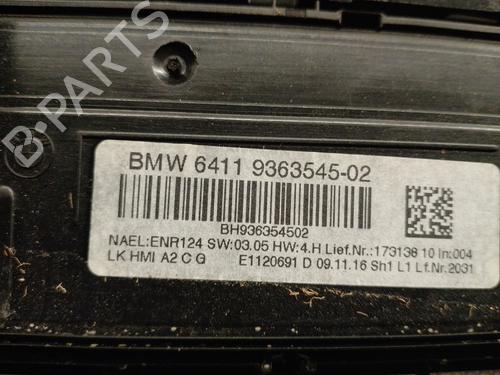 B-PARTS
BMW 6411 9363545-02
BH936354502
NAEL:ENR124 SW:03.05 HW:4.H Lief.Nr.:173138 10 In:004
LK HMI A2 C G E1120691 D 09.11.16 Sh1 L1 Lf.Nr.2031